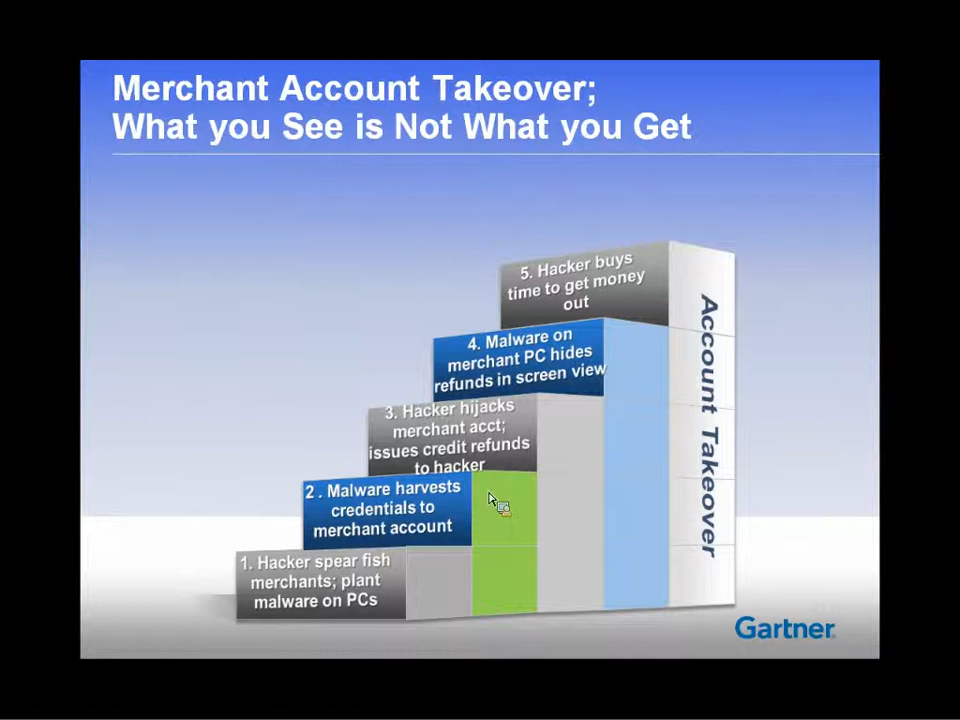 Merchant Account Takeover;
What you See is Not What you Get
5. Hacker buys
time to get money
out
4. Malware on
merchant PC hides
refunds in screen view
3. Hacker hijacks
merchant acct;
issues credit refunds
to hacker
2 . Malware harvests
credentials to
merchant account
1. Hacker spear fish
merchants; plant
malware on PCs
Account Takeover
Gartner